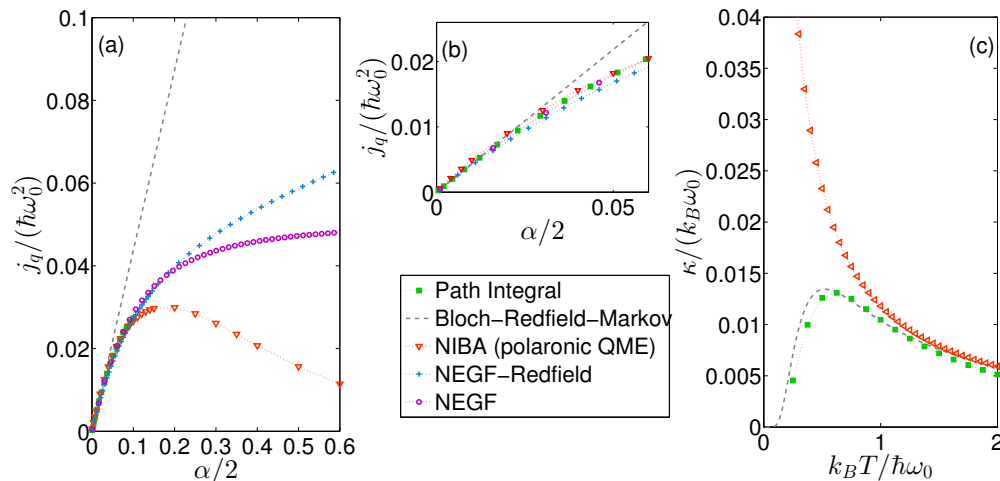 (a)
j_q/(ħω_0^2)
0.1
0.08
0.06
0.04
0.02
0
0 0.1 0.2 0.3 0.4 0.5 0.6
α/2
(b)
j_q/(ħω_0^2)
0.02
0.01
0
0 0.05
α/2
Path Integral
Bloch−Redfield−Markov
NIBA (polaronic QME)
NEGF−Redfield
NEGF
(c)
κ/(k_Bω_0)
0.04
0.035
0.03
0.025
0.02
0.015
0.01
0.005
0
0 1 2
k_BT/ħω_0